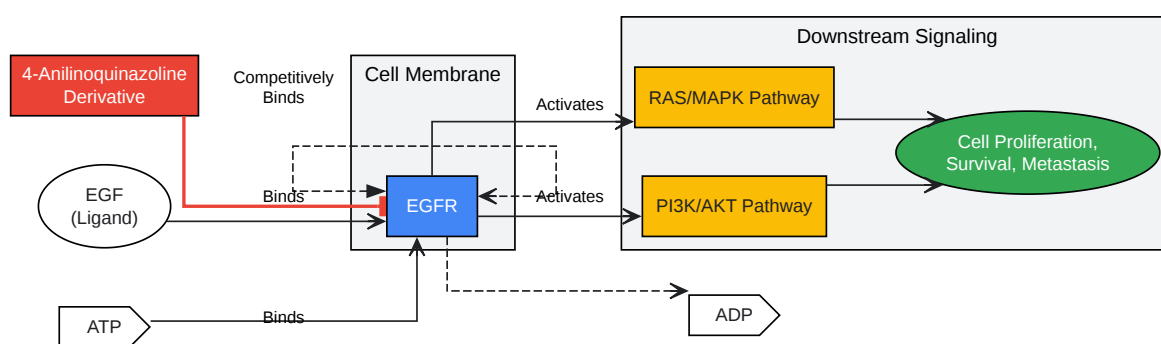 Downstream Signaling
4-Anilinoquinazoline
Derivative
Competitively
Binds
Cell Membrane
Activates
RAS/MAPK Pathway
Cell Proliferation,
Survival, Metastasis
EGF
(Ligand)
Binds
EGFR
Activates
PI3K/AKT Pathway
ATP
Binds
ADP